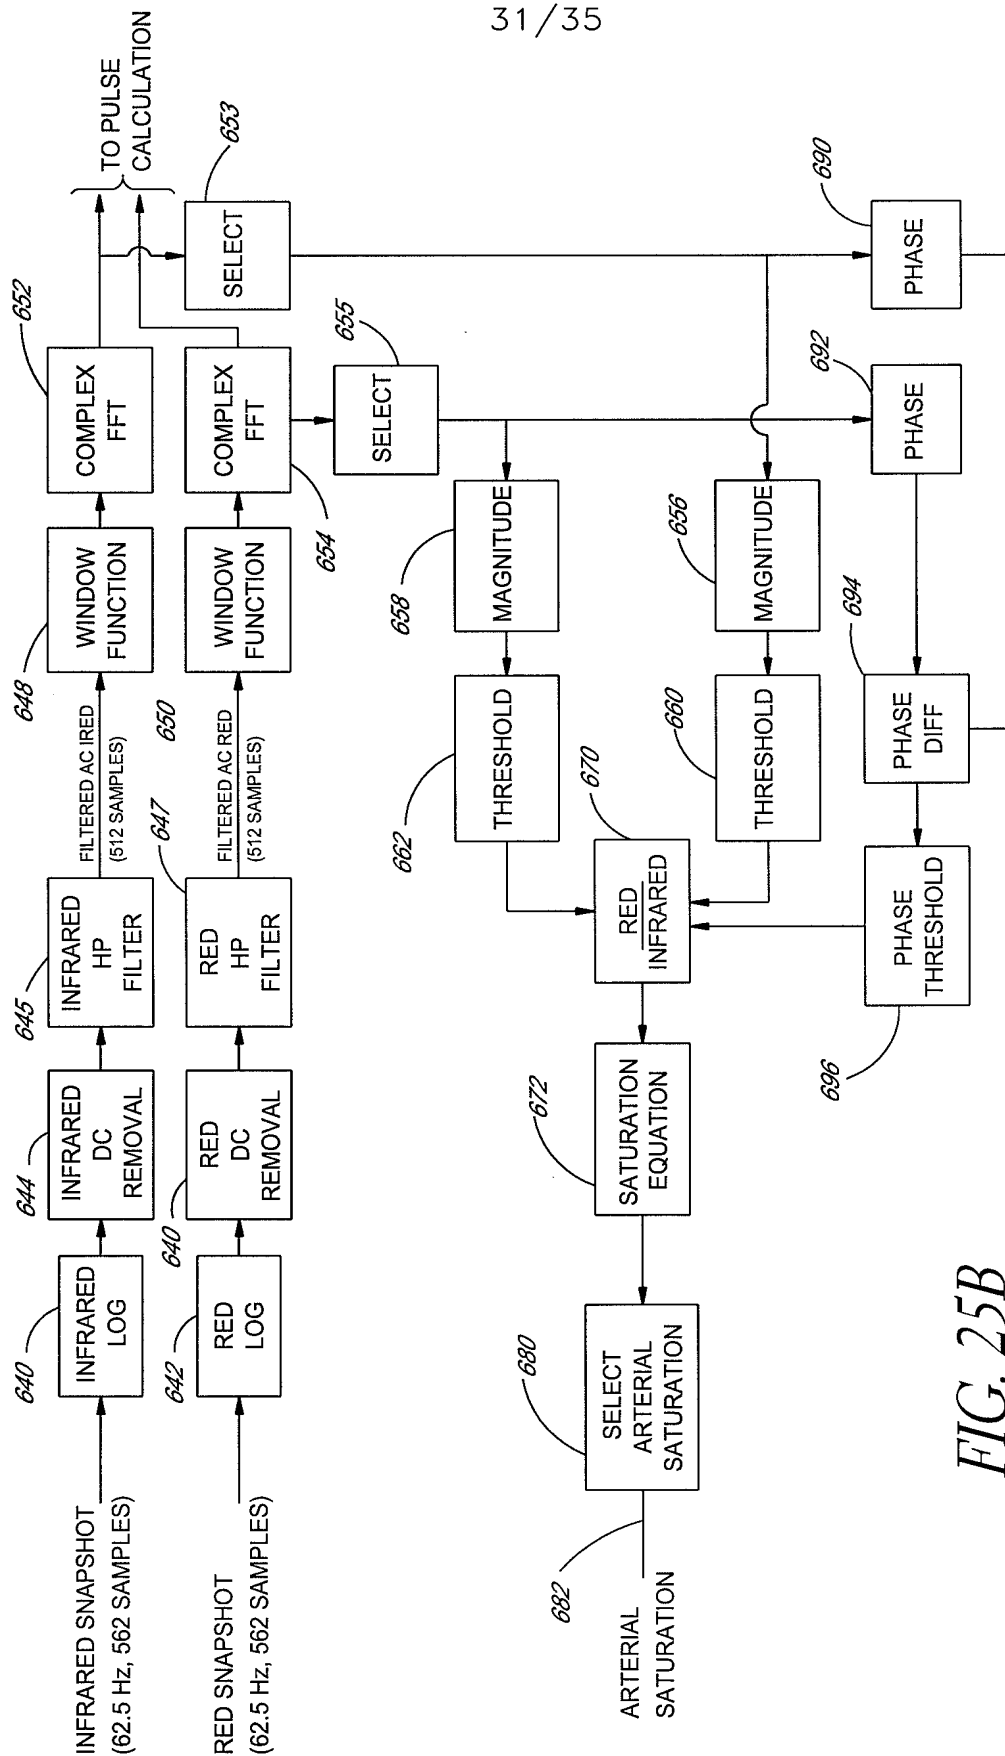 31/35
INFRARED SNAPSHOT
(62.5 Hz, 562 SAMPLES)
640
INFRARED
LOG
644
INFRARED
DC
REMOVAL
645
INFRARED
HP
FILTER
FILTERED AC IRED
(512 SAMPLES)
648
WINDOW
FUNCTION
652
COMPLEX
FFT
TO PULSE
CALCULATION
RED SNAPSHOT
(62.5 Hz, 562 SAMPLES)
642
RED
LOG
640
RED
DC
REMOVAL
647
RED
HP
FILTER
FILTERED AC RED
(512 SAMPLES)
650
WINDOW
FUNCTION
654
COMPLEX
FFT
653
SELECT
655
SELECT
658
MAGNITUDE
662
THRESHOLD
656
MAGNITUDE
660
THRESHOLD
670
RED
INFRARED
672
SATURATION
EQUATION
680
SELECT
ARTERIAL
SATURATION
682
ARTERIAL
SATURATION
690
PHASE
692
PHASE
694
PHASE
DIFF
696
PHASE
THRESHOLD
FIG. 25B